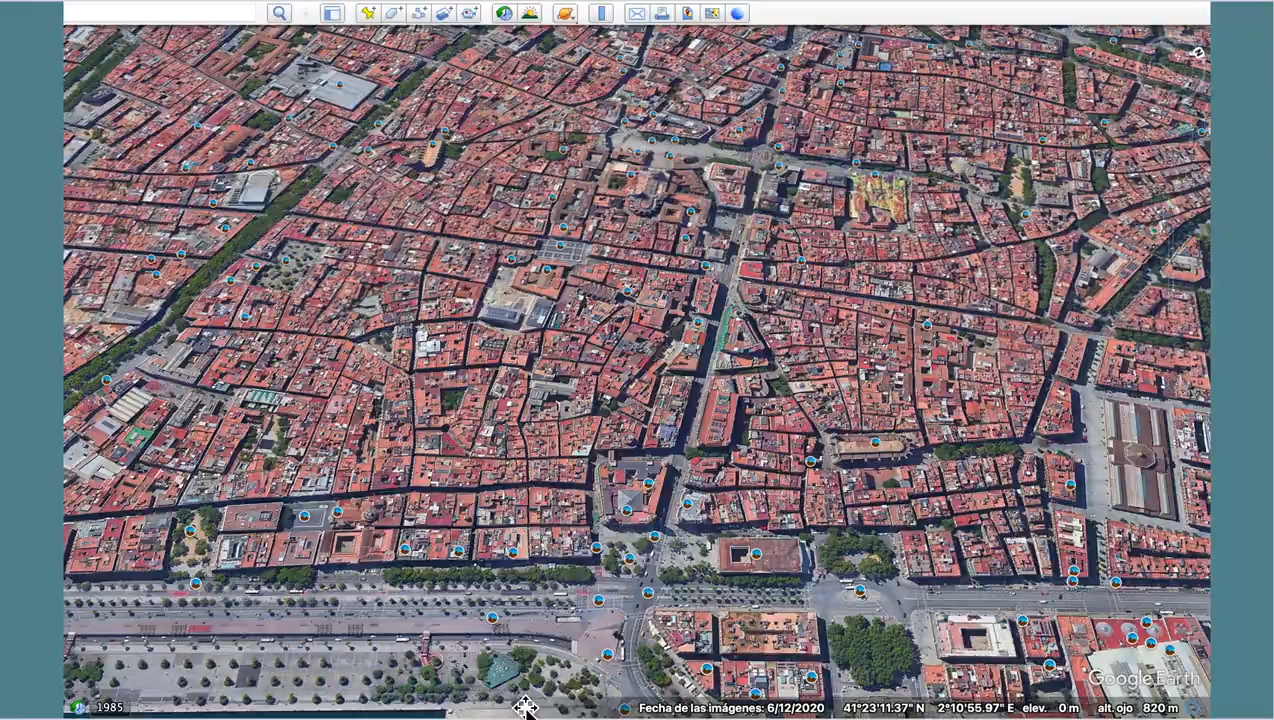 Google Earth
1985
Fecha de las imágenes: 6/12/2020 41°23'11.37" N 2°10'55.97" E elev. 0 m alt. ojo 820 m